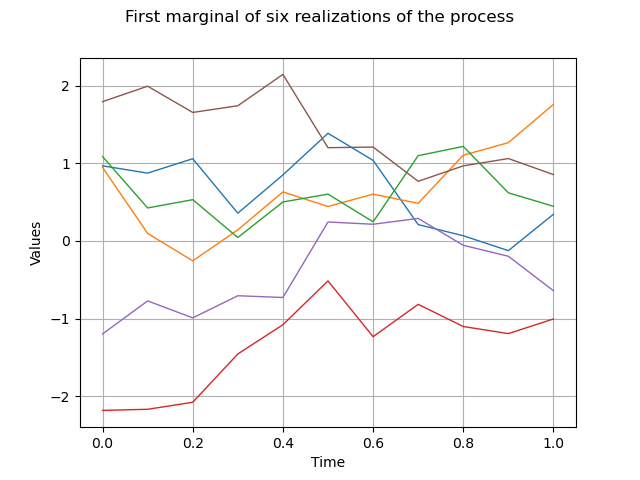 First marginal of six realizations of the process
Values
2
1
0
−1
−2
0.0 0.2 0.4 0.6 0.8 1.0
Time